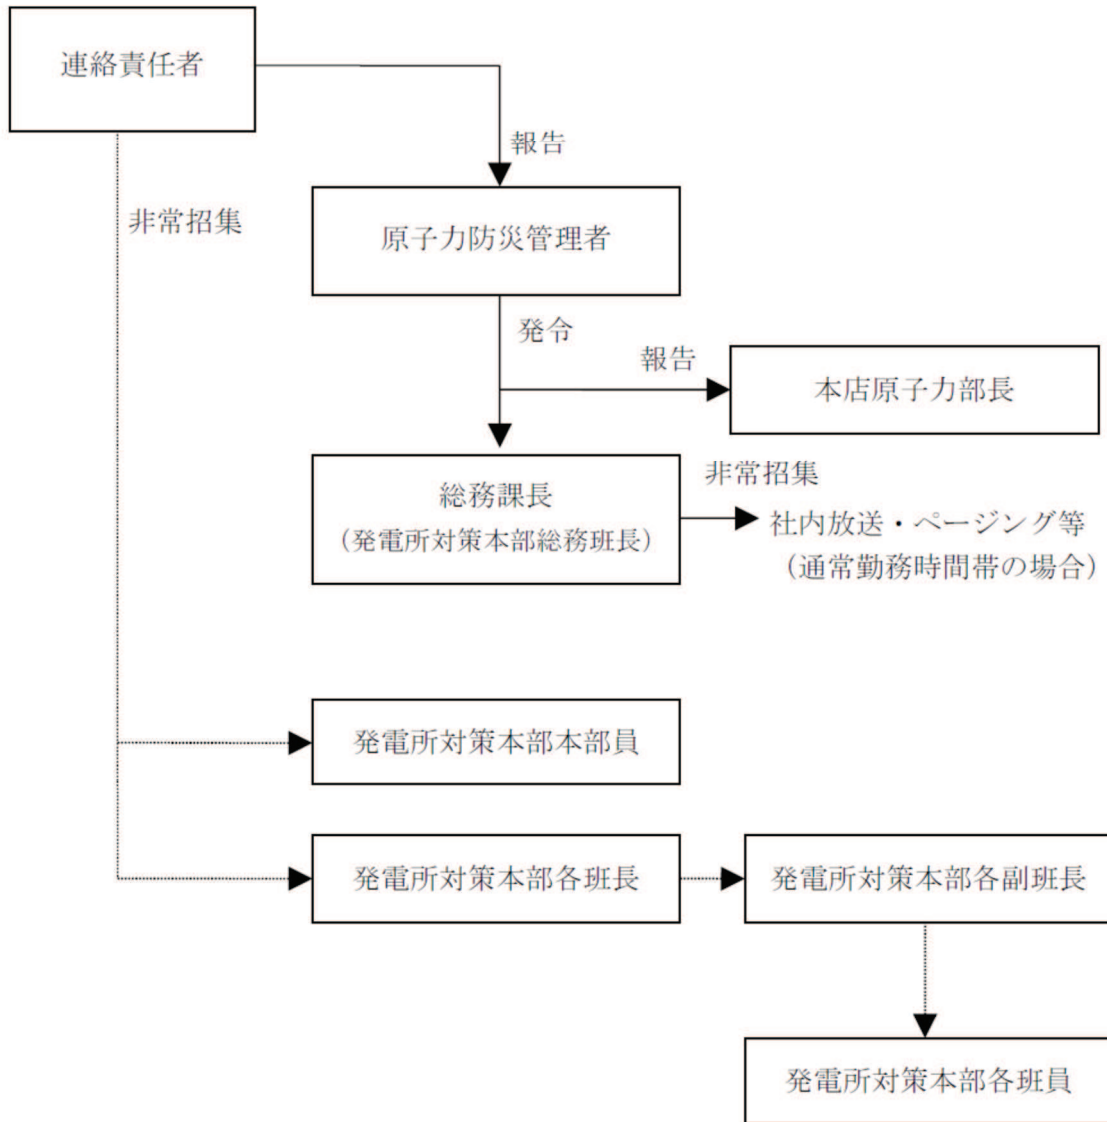 連絡責任者
報告
非常招集
原子力防災管理者
発令
報告
本店原子力部長
総務課長
（発電所対策本部総務班長）
非常招集
社内放送・ページング等
（通常勤務時間帯の場合）
発電所対策本部本部員
発電所対策本部各班長
発電所対策本部各副班長
発電所対策本部各班員